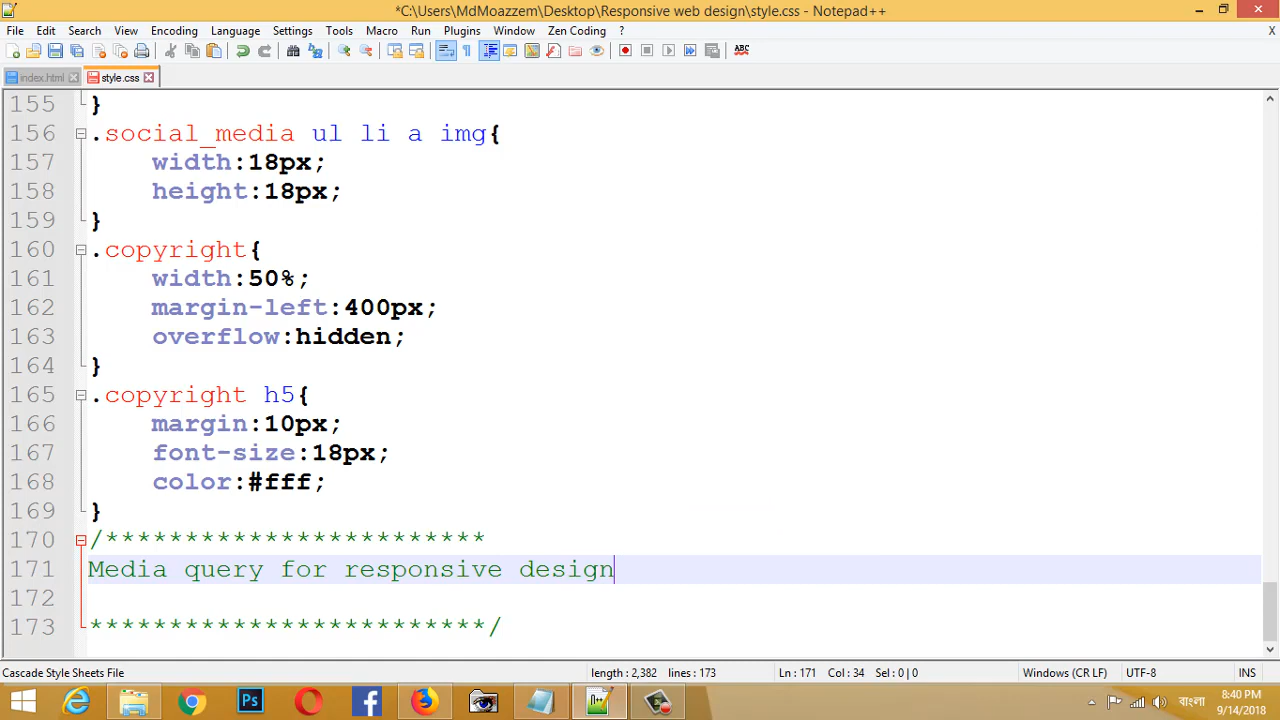 *C:\Users\MdMoazzem\Desktop\Responsive web design\style.css - Notepad++
File Edit Search View Encoding Language Settings Tools Macro Run Plugins Window Zen Coding ? X
index.html style.css
155 }
156 .social_media ul li a img{
157 width:18px;
158 height:18px;
159 }
160 .copyright{
161 width:50%;
162 margin-left:400px;
163 overflow:hidden;
164 }
165 .copyright h5{
166 margin:10px;
167 font-size:18px;
168 color:#fff;
169 }
170 /************************
171 Media query for responsive design
172
173 *************************/
Cascade Style Sheets File length : 2,382 lines : 173 Ln : 171 Col : 34 Sel : 0 | 0 Windows (CR LF) UTF-8 INS
বাংলা 8:40 PM
9/14/2018